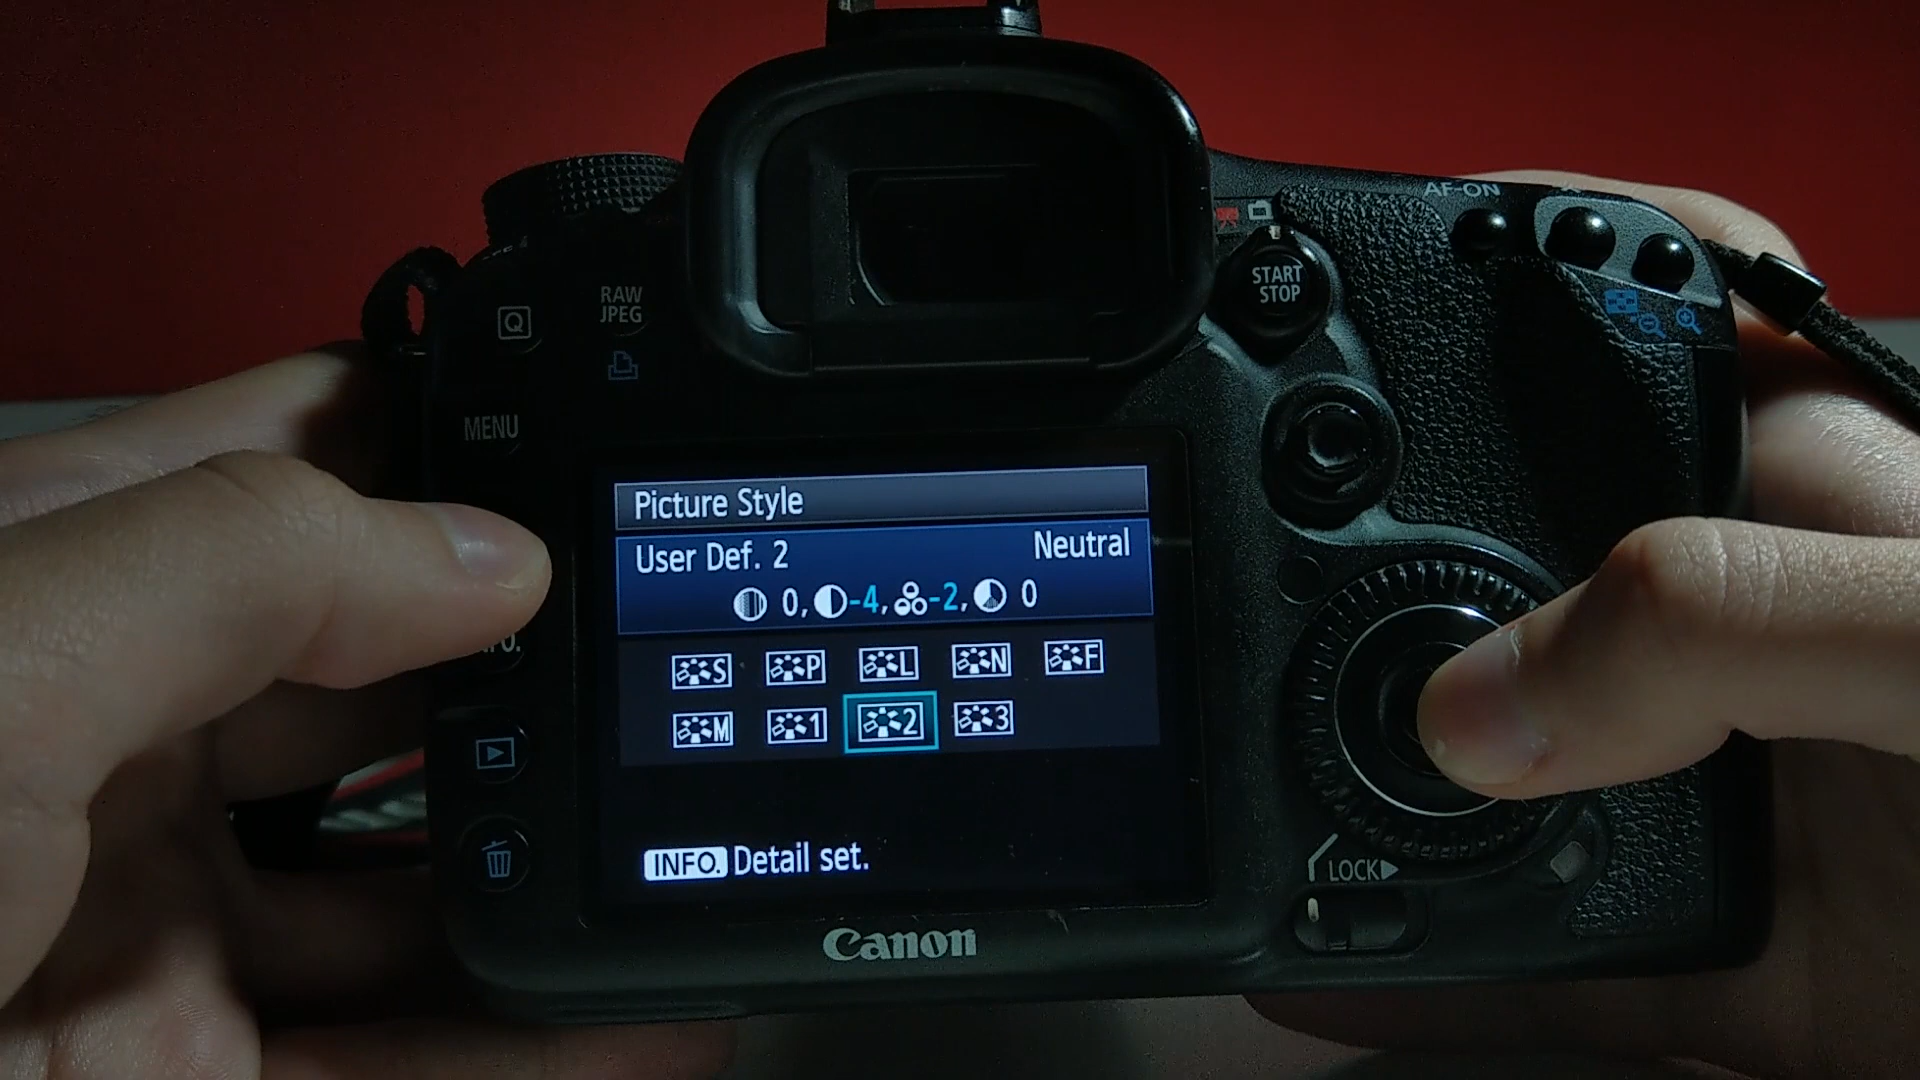 AF-ON
START
STOP
RAW
JPEG
Q
MENU
Picture Style
User Def. 2
Neutral
0, -4, -2, 0
S P L N F
M 1 2 3
INFO. Detail set.
LOCK
Canon